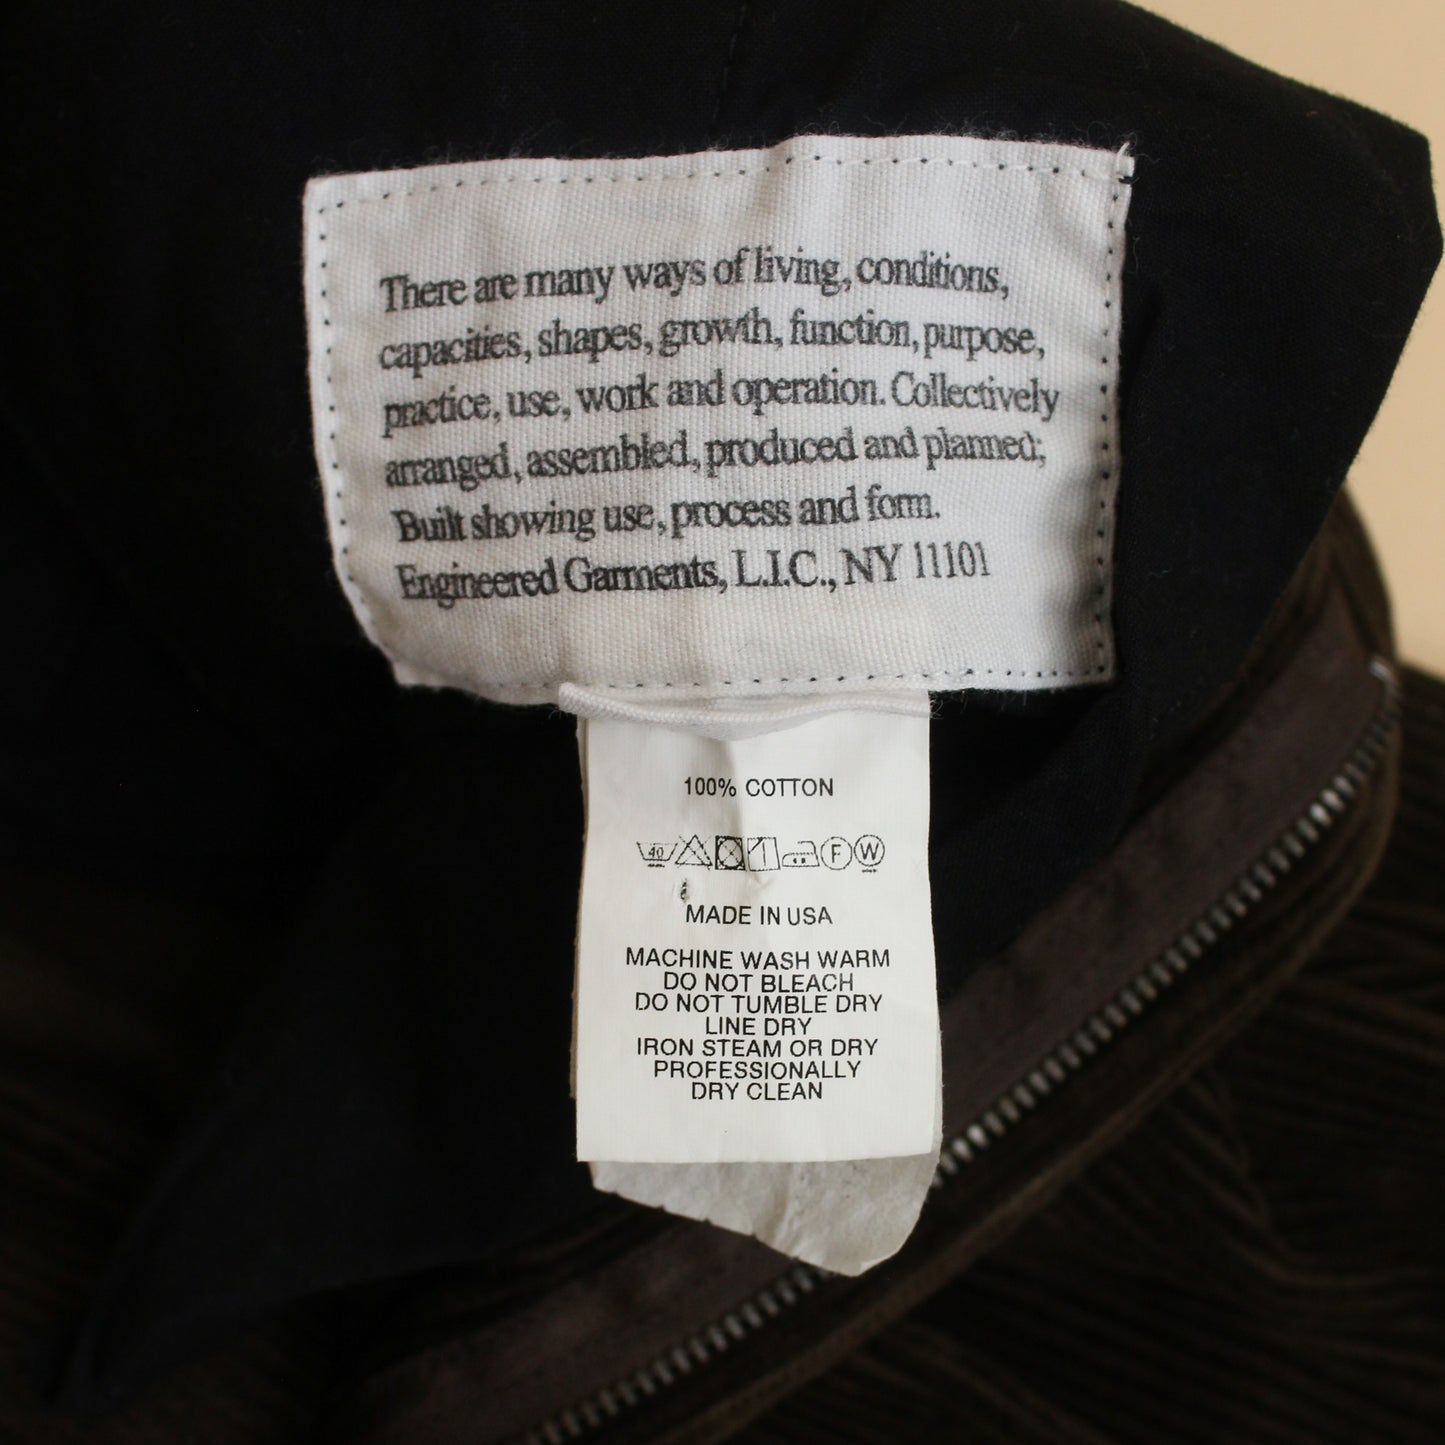 There are many ways of living, conditions,
capacities, shapes, growth, function, purpose,
practice, use, work and operation. Collectively
arranged, assembled, produced and planned;
Built showing use, process and form.
Engineered Garments, L.I.C., NY 11101
100% COTTON
40 F W
MADE IN USA
MACHINE WASH WARM
DO NOT BLEACH
DO NOT TUMBLE DRY
LINE DRY
IRON STEAM OR DRY
PROFESSIONALLY
DRY CLEAN